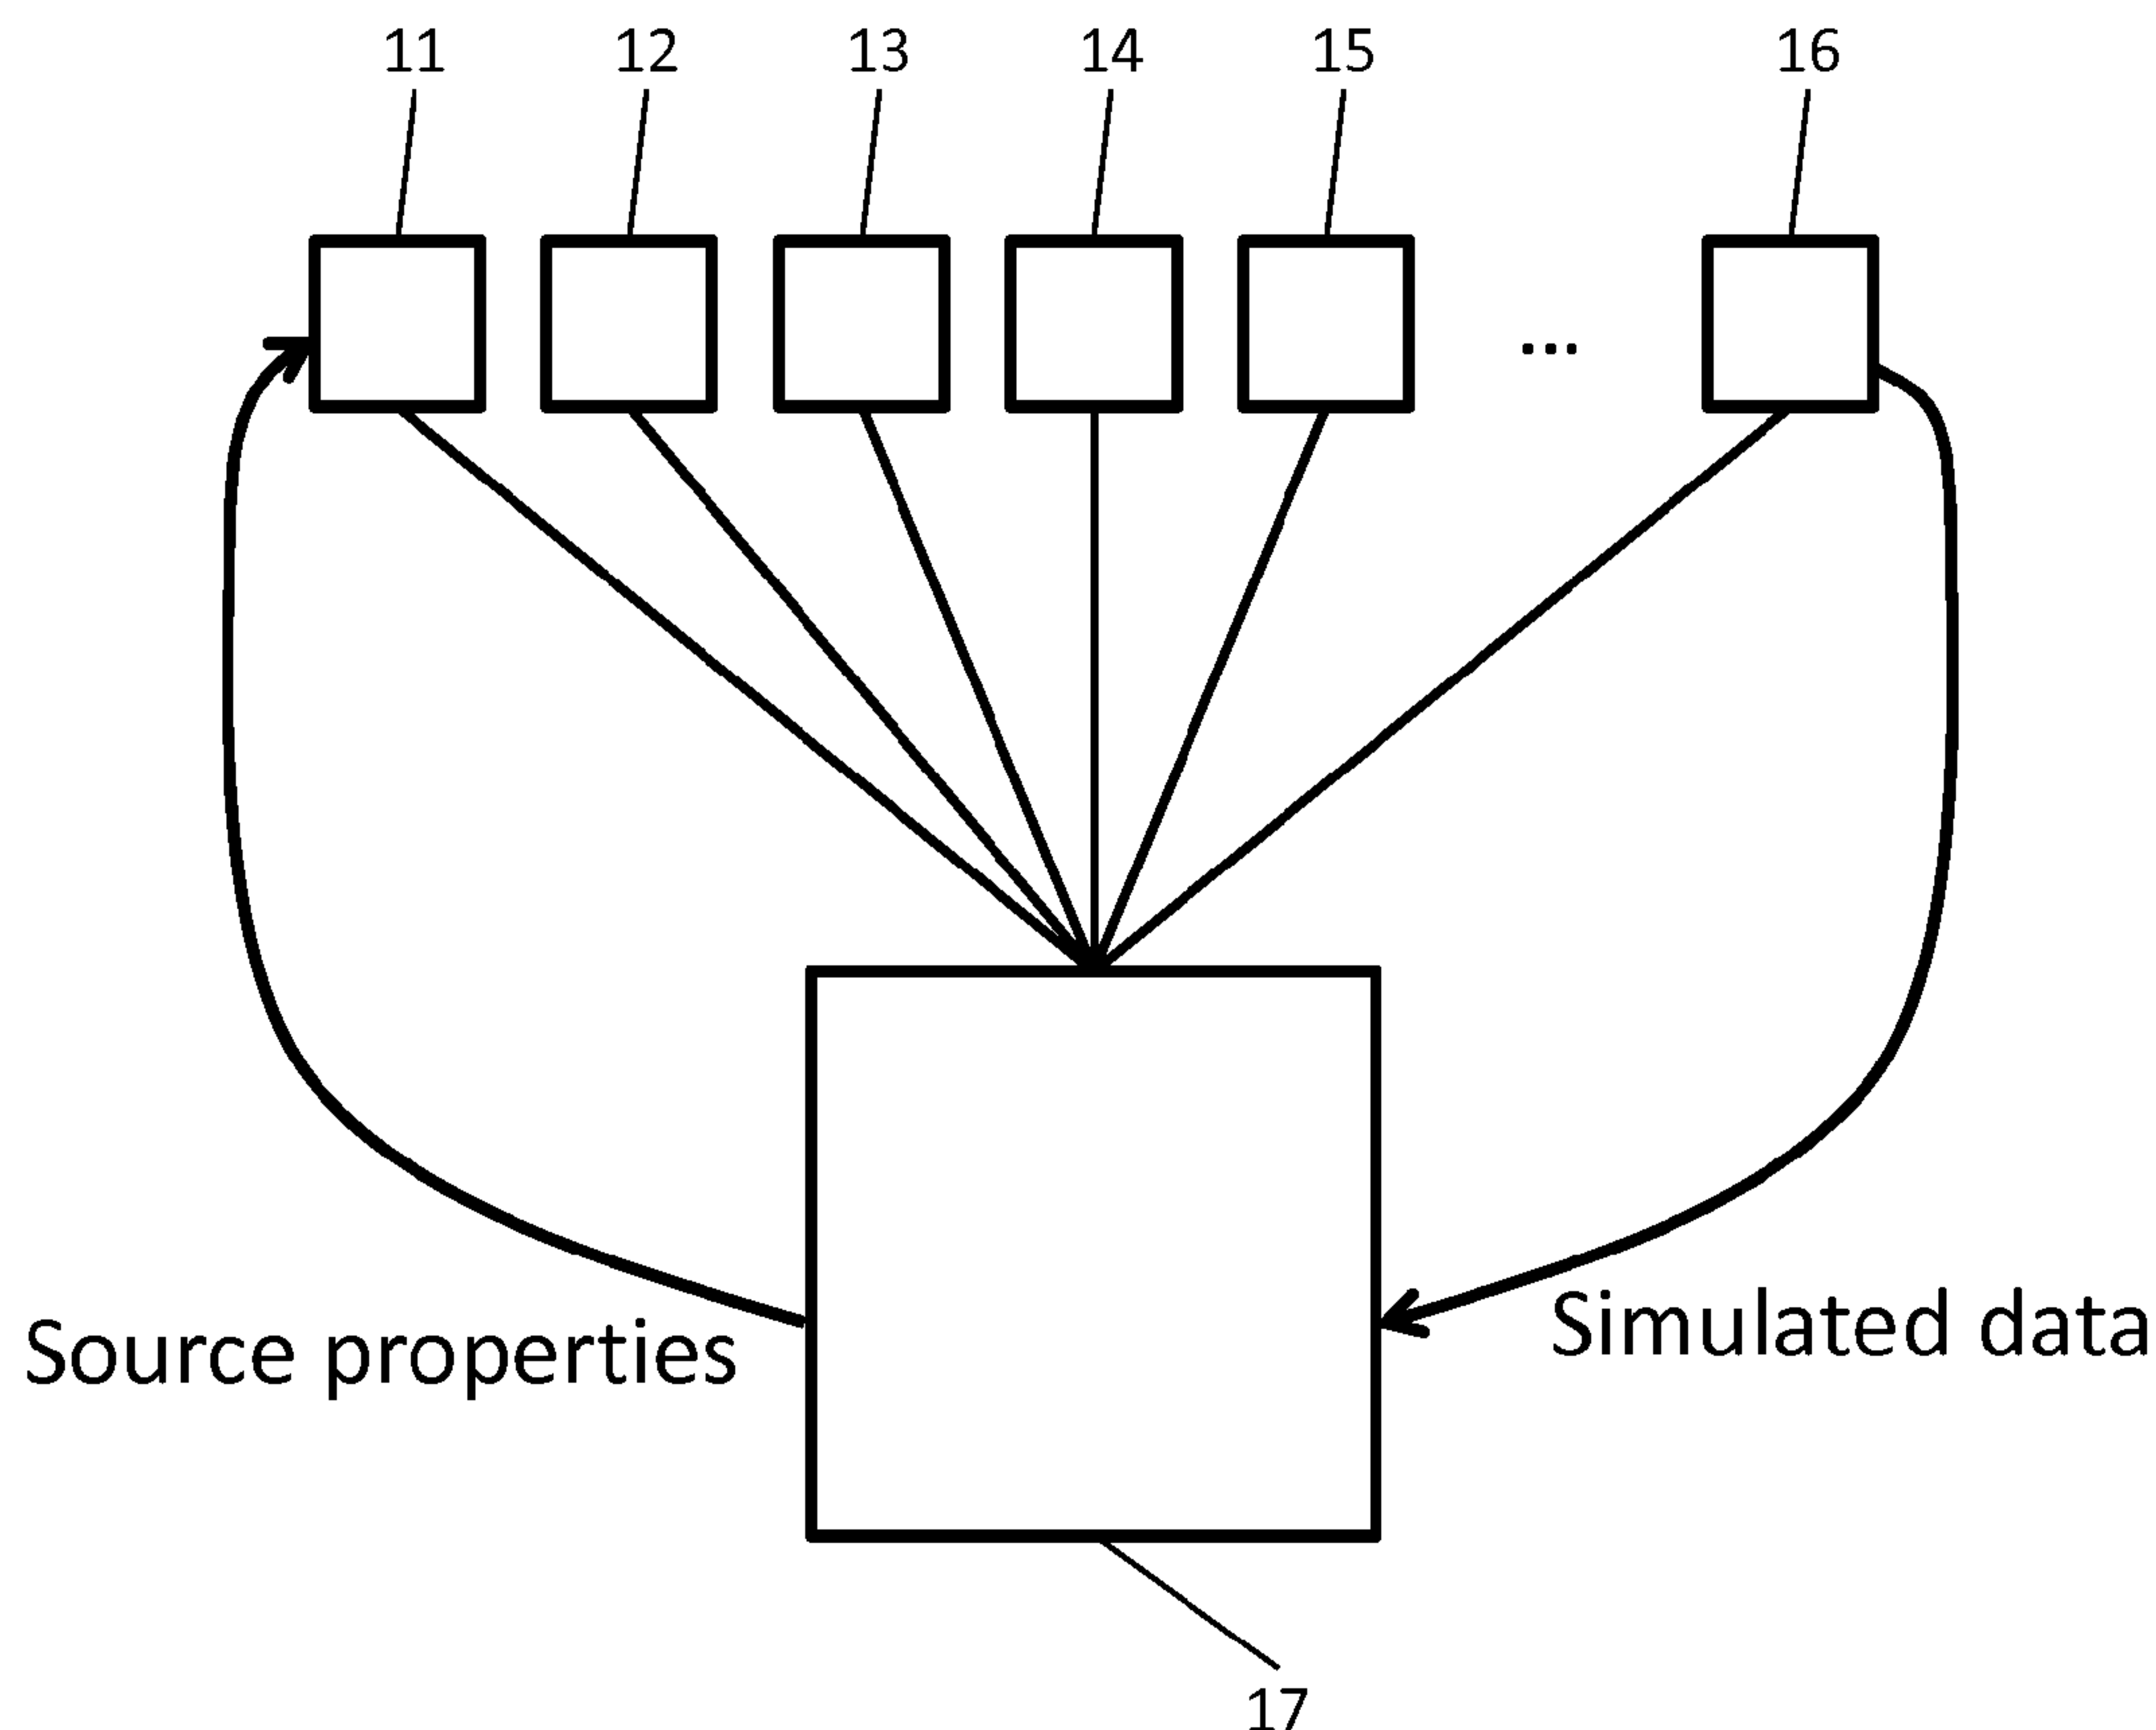 11 12 13 14 15 16
...
Source properties
Simulated data
17